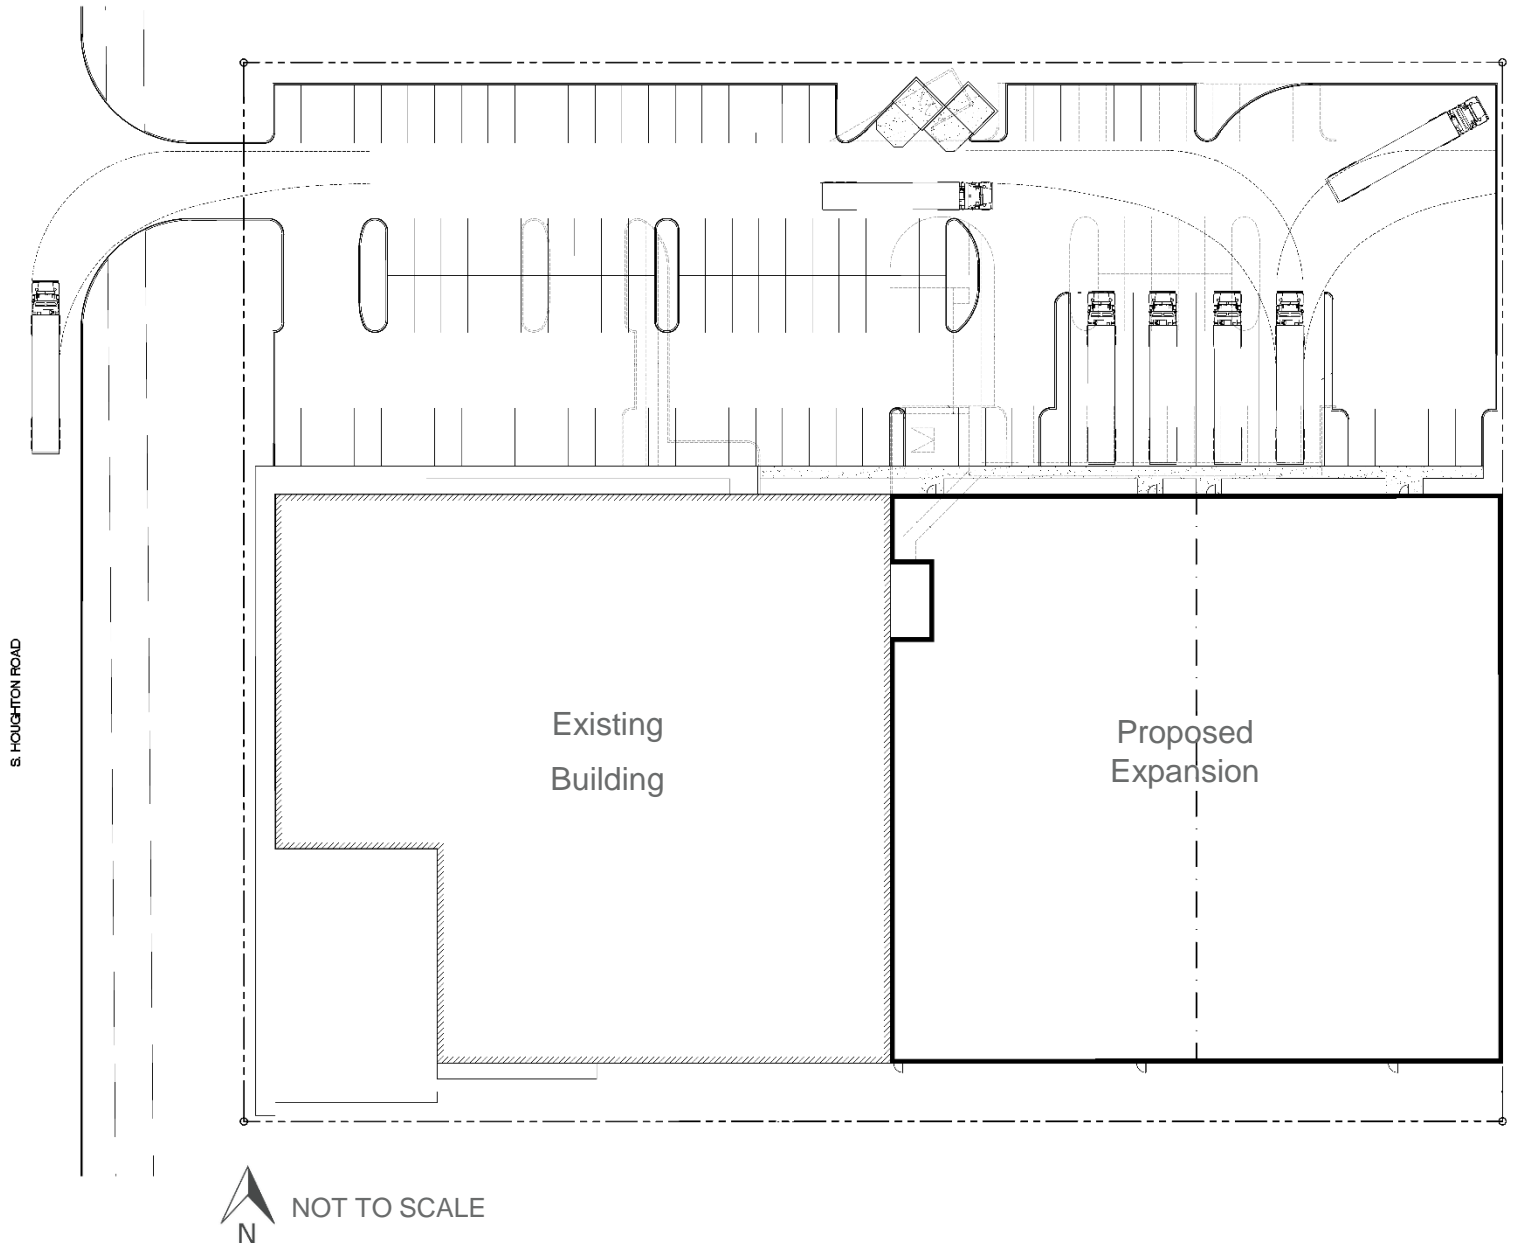 S. HOUGHTON ROAD
Existing
Building
Proposed
Expansion
N
NOT TO SCALE